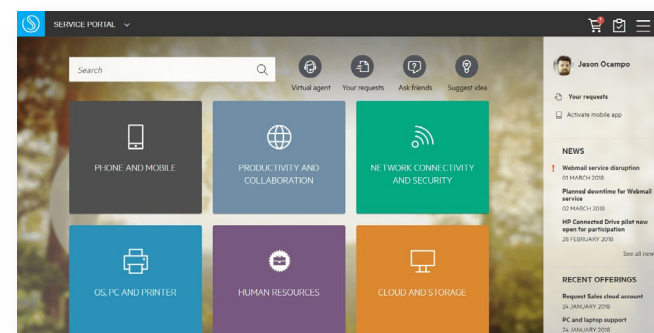 SERVICE PORTAL
Search
Virtual agent
Your requests
Ask friends
Suggest idea
PHONE AND MOBILE
PRODUCTIVITY AND
COLLABORATION
NETWORK CONNECTIVITY
AND SECURITY
OS, PC AND PRINTER
HUMAN RESOURCES
CLOUD AND STORAGE
Jason Ocampo
Your requests
Activate mobile app
NEWS
! Webmail service disruption
01 MARCH 2018
Planned downtime for Webmail
service
02 MARCH 2018
HP Connected Drive pilot now
open for participation
28 FEBRUARY 2018
See all new
RECENT OFFERINGS
Request Sales cloud account
24 JANUARY 2018
PC and laptop support
24 JANUARY 2018